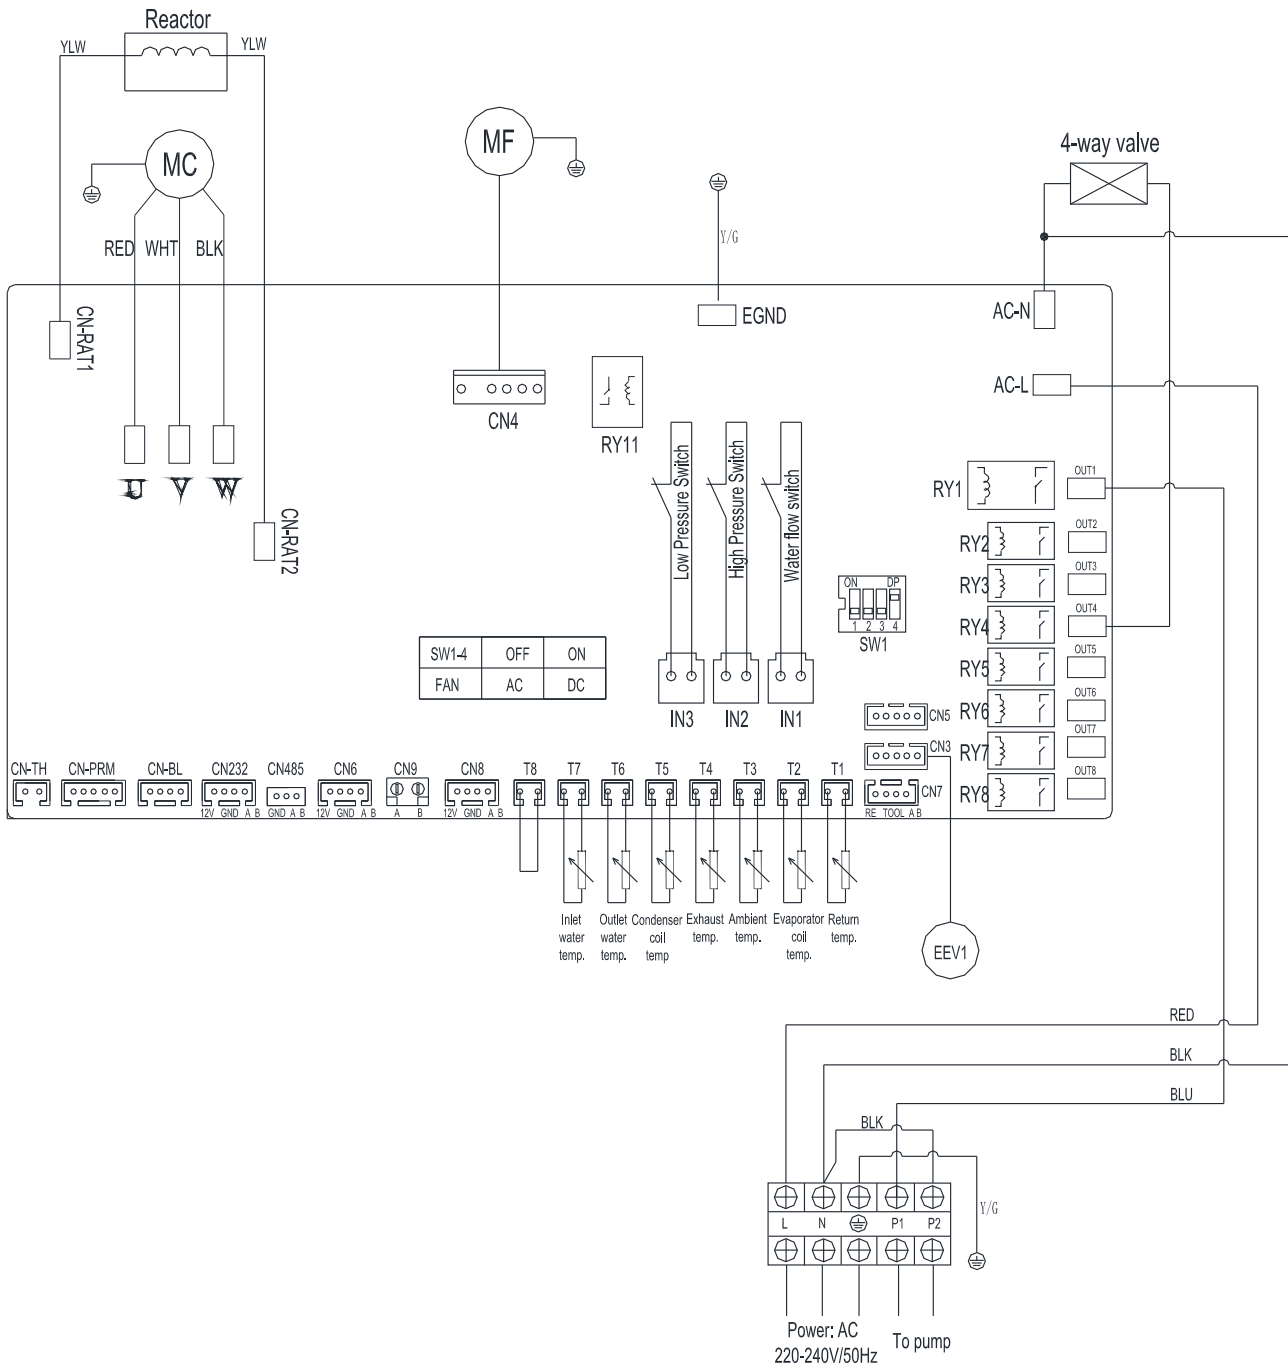 Reactor
YLW
YLW
MC
MF
4-way valve
RED
WHT
BLK
Y/G
CN-RAT1
EGND
AC-N
AC-L
CN4
RY11
U
V
W
CN-RAT2
Low Pressure Switch
High Pressure Switch
Water flow switch
RY1
OUT1
RY2
OUT2
RY3
OUT3
RY4
OUT4
RY5
OUT5
RY6
OUT6
RY7
OUT7
RY8
OUT8
ON DP
1 2 3 4
SW1
SW1-4 OFF ON
FAN AC DC
IN3
IN2
IN1
CN5
CN3
CN7
RE TOOL A B
CN-TH
CN-PRM
CN-BL
CN232
12V GND A B
CN485
GND A B
CN6
12V GND A B
CN9
A B
CN8
12V GND A B
T8
T7
T6
T5
T4
T3
T2
T1
Inlet
water
temp.
Outlet
water
temp.
Condenser
coil
temp
Exhaust
temp.
Ambient
temp.
Evaporator
coil
temp.
Return
temp.
EEV1
RED
BLK
BLU
BLK
Y/G
L N P1 P2
Power: AC
220-240V/50Hz
To pump